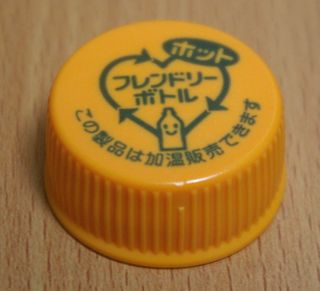 ホット
フレンドリー
ボトル
この製品は加温販売できます